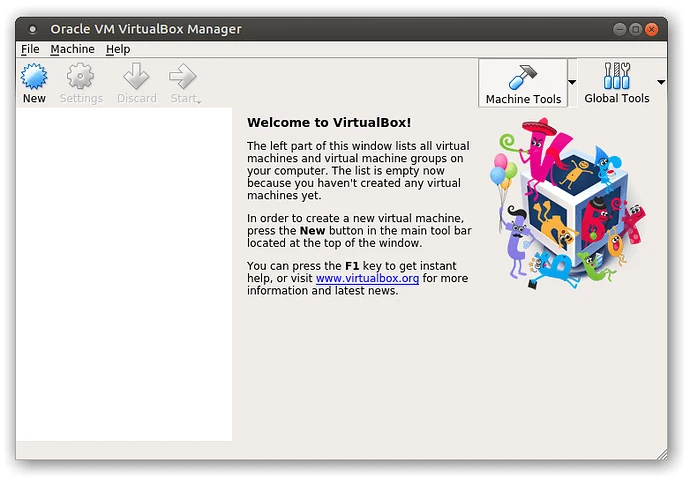 Oracle VM VirtualBox Manager
File Machine Help
New Settings Discard Start Machine Tools Global Tools
Welcome to VirtualBox!
The left part of this window lists all virtual
machines and virtual machine groups on
your computer. The list is empty now
because you haven't created any virtual
machines yet.
In order to create a new virtual machine,
press the New button in the main tool bar
located at the top of the window.
You can press the F1 key to get instant
help, or visit www.virtualbox.org for more
information and latest news.